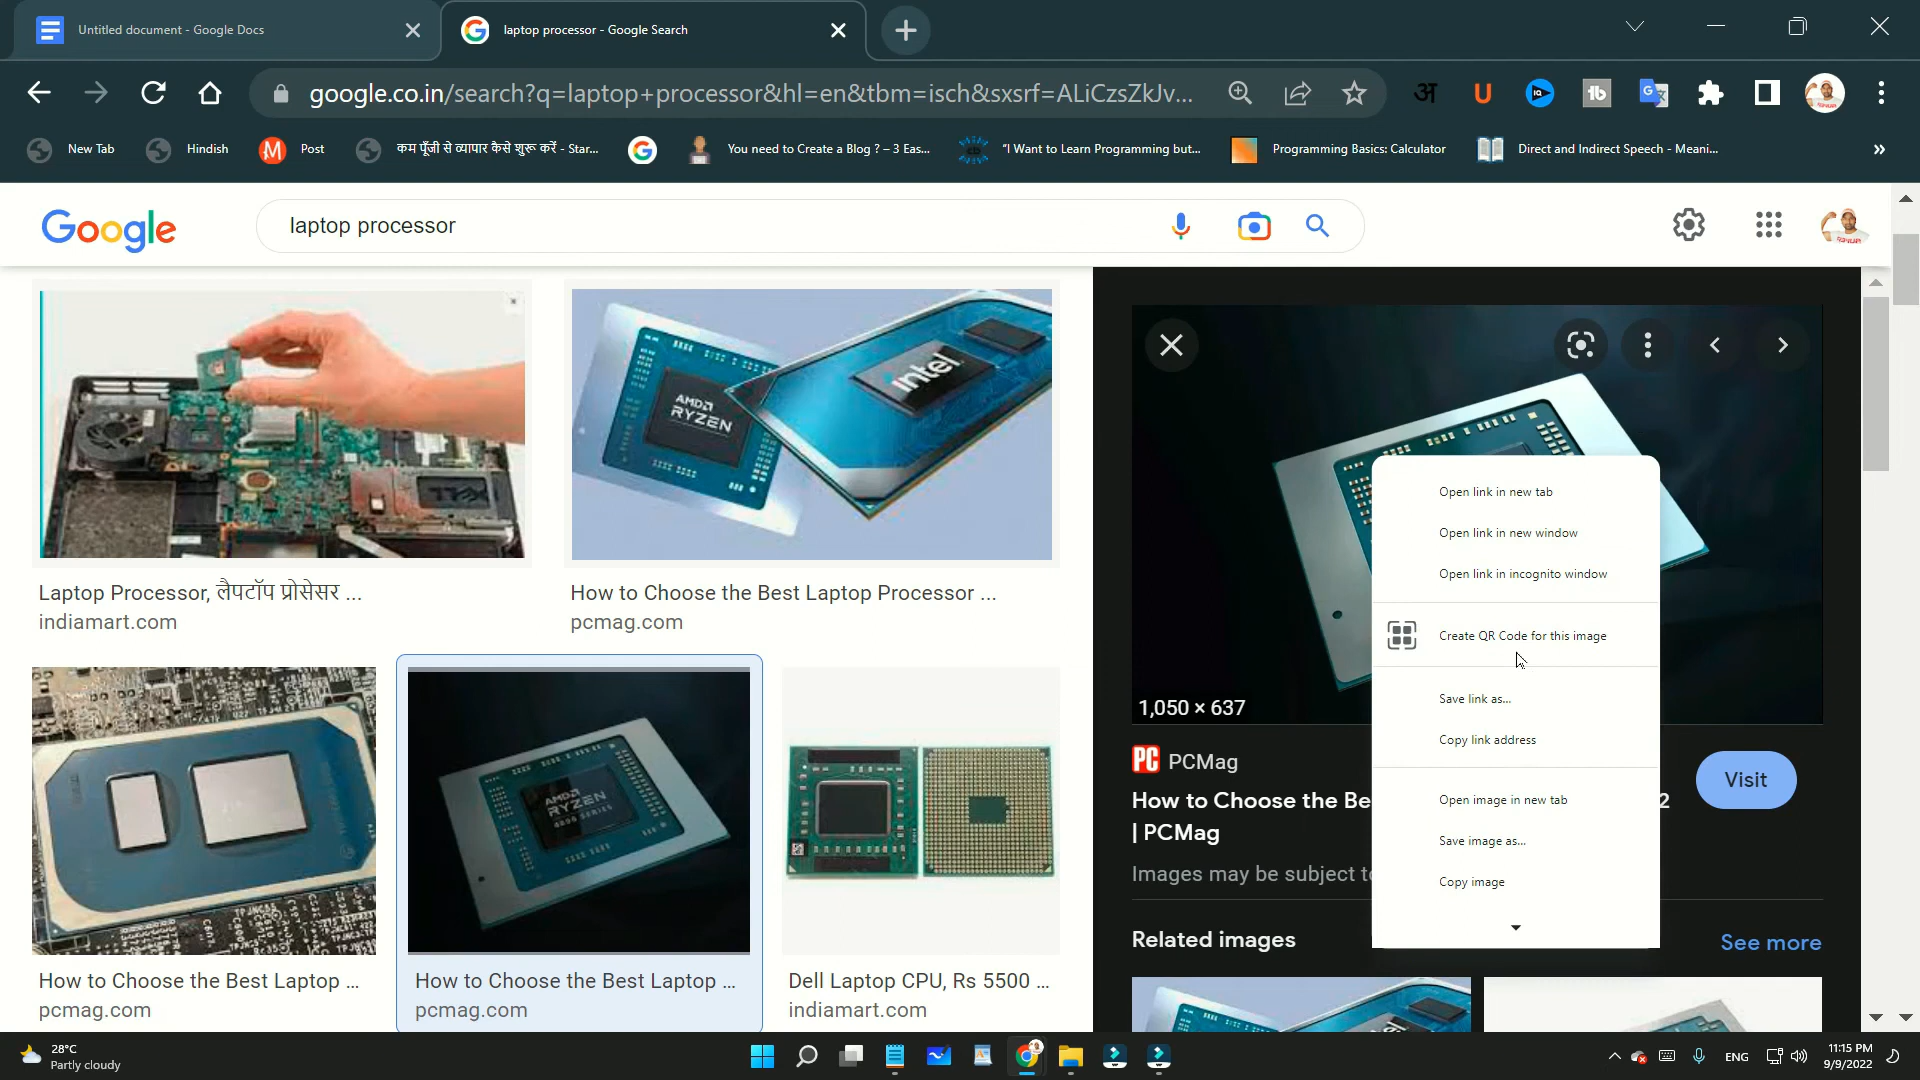 Untitled document - Google Docs
laptop processor - Google Search
google.co.in/search?q=laptop+processor&hl=en&tbm=isch&sxsrf=ALiCzsZkJv...
अ
U
IQ
tb
New Tab
Hindish
M
Post
कम पूँजी से व्यापार कैसे शुरू करें - Star...
You need to Create a Blog ? – 3 Eas...
"I Want to Learn Programming but...
Programming Basics: Calculator
Direct and Indirect Speech - Meani...
»
Google
laptop processor
AMD
RYZEN
intel
Laptop Processor, लैपटॉप प्रोसेसर ...
indiamart.com
How to Choose the Best Laptop Processor ...
pcmag.com
AMD
RYZEN
4000 SERIES
How to Choose the Best Laptop ...
pcmag.com
How to Choose the Best Laptop ...
pcmag.com
Dell Laptop CPU, Rs 5500 ...
indiamart.com
1,050 × 637
PC PCMag
How to Choose the Be
2
| PCMag
Visit
Images may be subject t
Related images
See more
Open link in new tab
Open link in new window
Open link in incognito window
Create QR Code for this image
Save link as...
Copy link address
Open image in new tab
Save image as...
Copy image
28°C
Partly cloudy
ENG
11:15 PM
9/9/2022